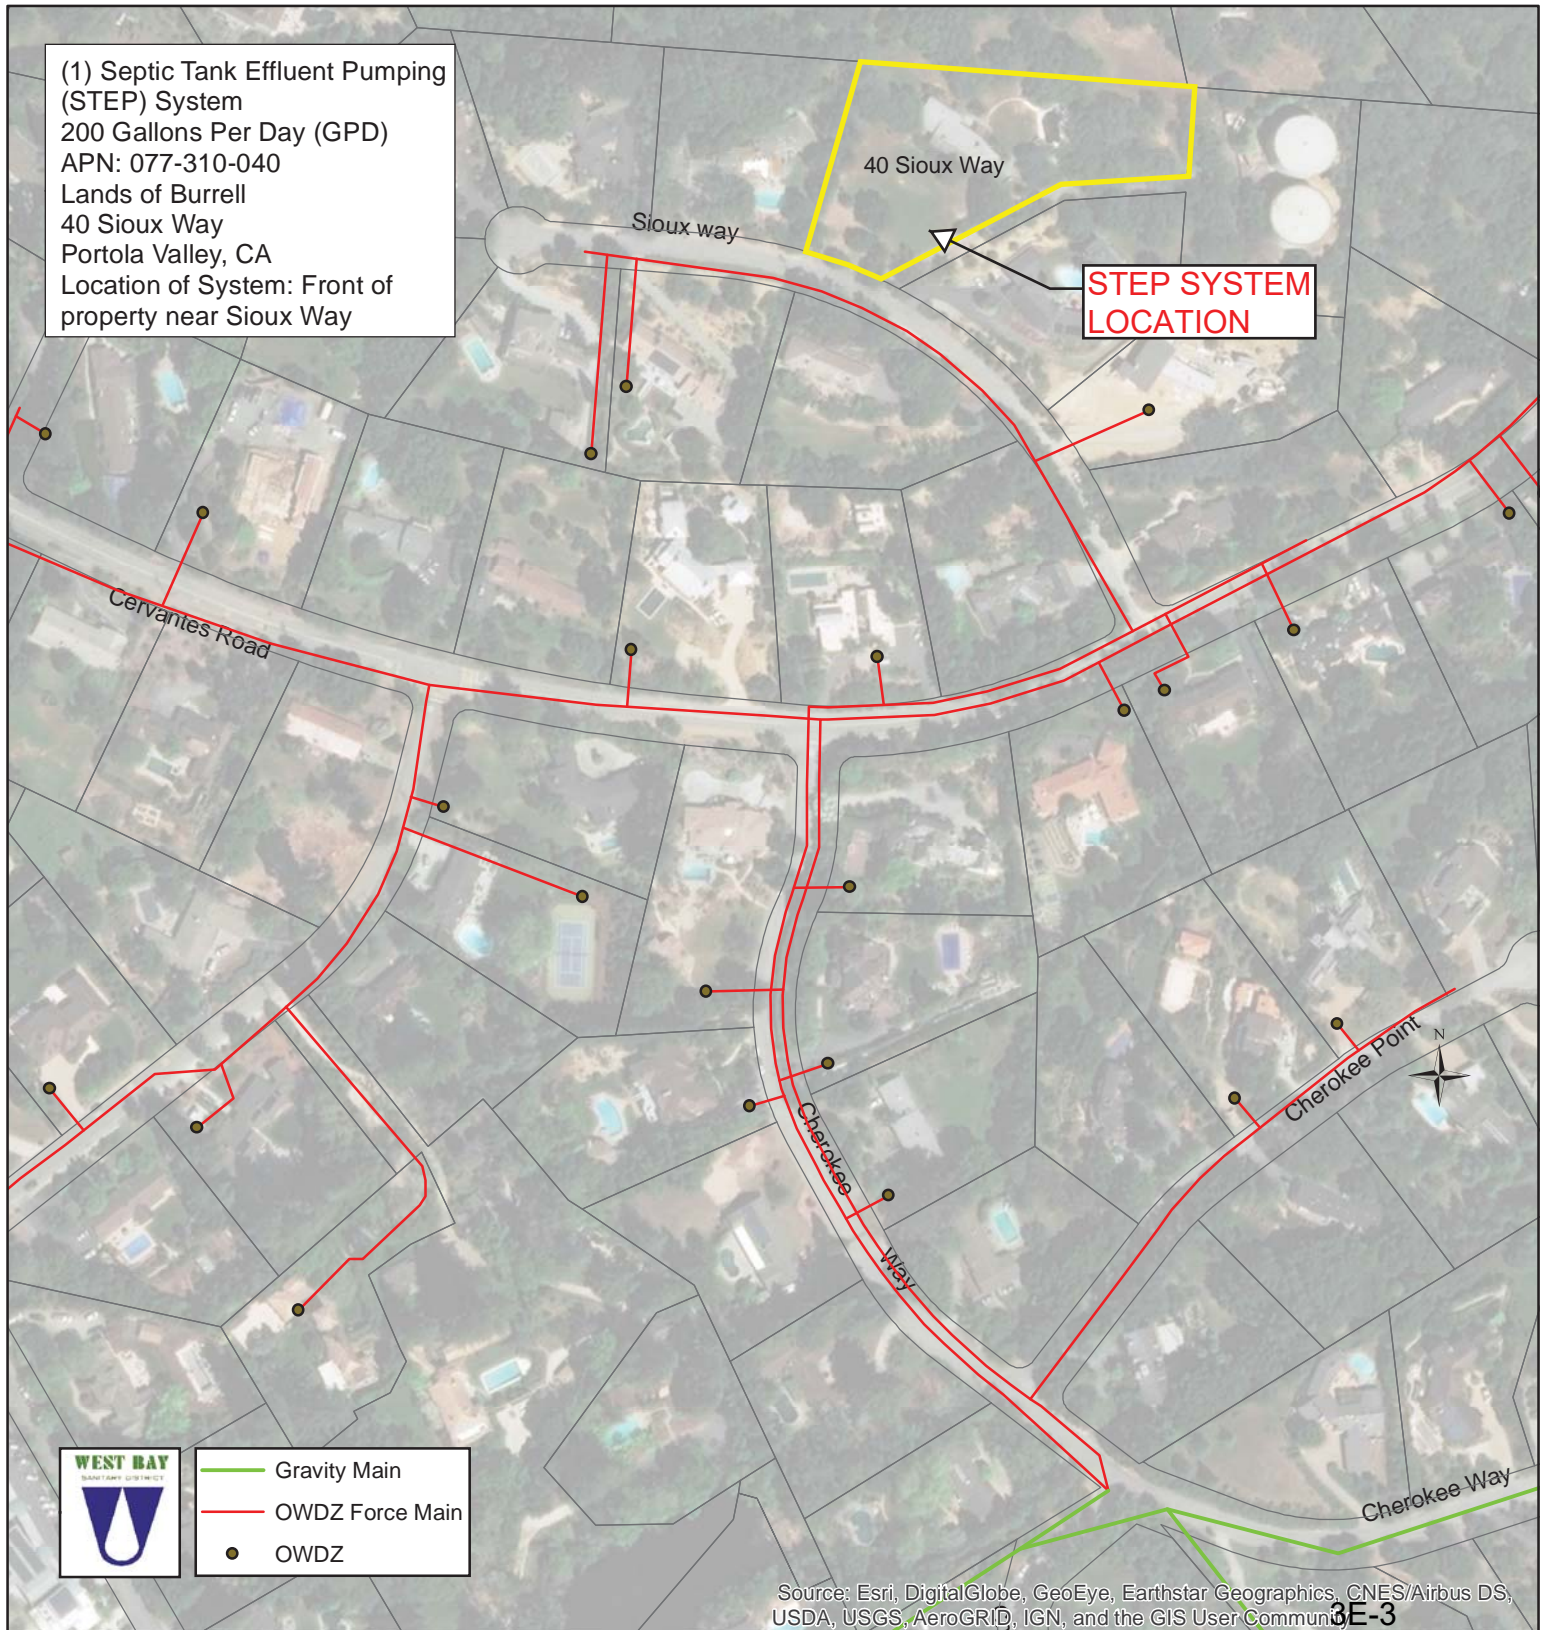 (1) Septic Tank Effluent Pumping
(STEP) System
200 Gallons Per Day (GPD)
APN: 077-310-040
Lands of Burrell
40 Sioux Way
Portola Valley, CA
Location of System: Front of
property near Sioux Way
40 Sioux Way
Sioux way
STEP SYSTEM
LOCATION
Cervantes Road
Cherokee Point
N
Cherokee
Way
Cherokee Way
WEST BAY
SANITARY DISTRICT
Gravity Main
OWDZ Force Main
OWDZ
Source: Esri, DigitalGlobe, GeoEye, Earthstar Geographics, CNES/Airbus DS,
USDA, USGS, AeroGRID, IGN, and the GIS User Community
3E-3